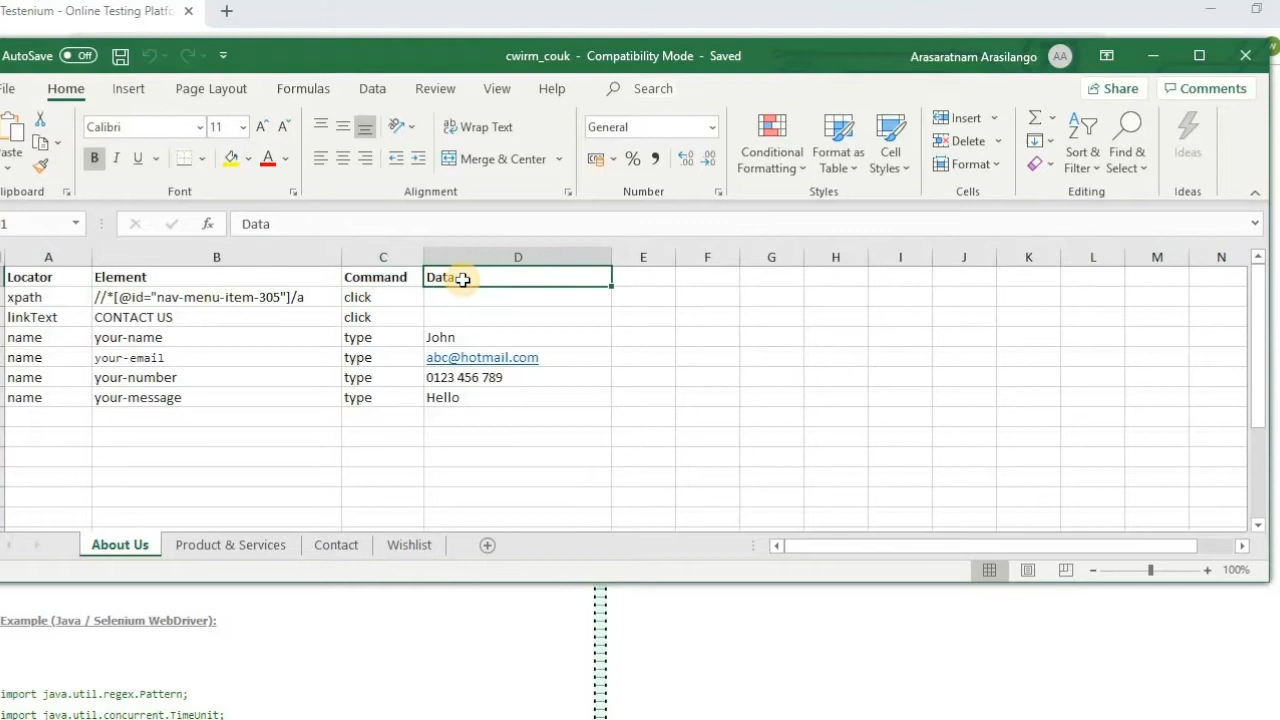 Testenium - Online Testing Platfo
AutoSave Off cwirm_couk - Compatibility Mode - Saved Arasaratnam Arasilango AA
File Home Insert Page Layout Formulas Data Review View Help Search Share Comments
Calibri 11 Wrap Text General Insert
Paste B I U Merge & Center Conditional Formatting Format as Table Cell Styles Delete Format Sort & Filter Find & Select Ideas
Clipboard Font Alignment Number Styles Cells Editing Ideas
D1 fx Data
A B C D E F G H I J K L M N
Locator Element Command Data
xpath //*[@id="nav-menu-item-305"]/a click
linkText CONTACT US click
name your-name type John
name your-email type abc@hotmail.com
name your-number type 0123 456 789
name your-message type Hello
About Us Product & Services Contact Wishlist
100%
Example (Java / Selenium WebDriver):
import java.util.regex.Pattern;
import java.util.concurrent.TimeUnit;